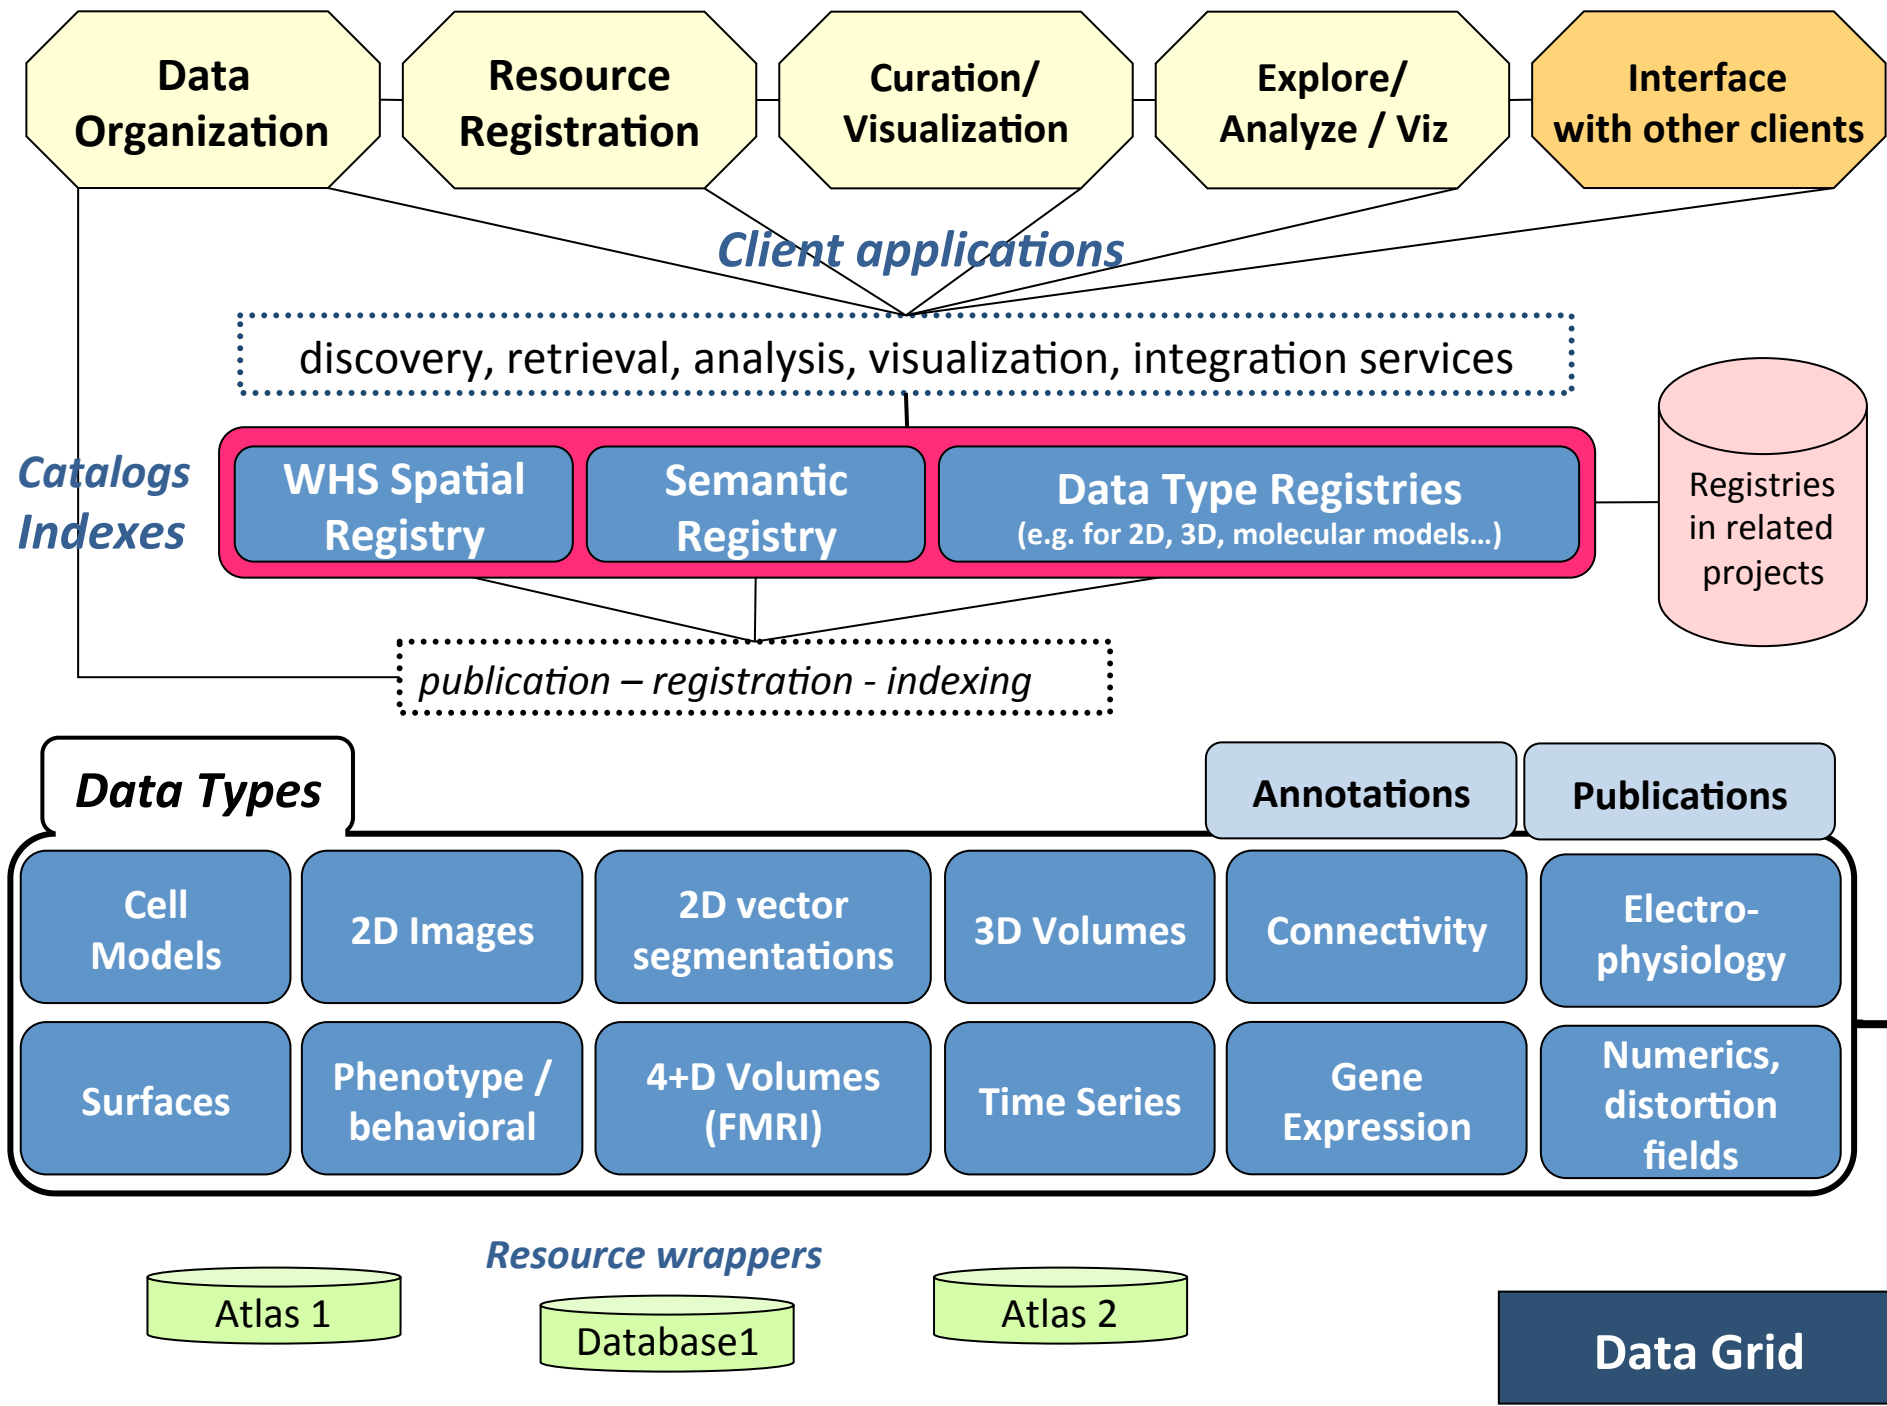 Data
Organization
Resource
Registration
Curation/
Visualization
Explore/
Analyze / Viz
Interface
with other clients
Client applications
discovery, retrieval, analysis, visualization, integration services
Catalogs
Indexes
WHS Spatial
Registry
Semantic
Registry
Data Type Registries
(e.g. for 2D, 3D, molecular models...)
Registries
in related
projects
publication – registration - indexing
Data Types
Annotations
Publications
Cell
Models
2D Images
2D vector
segmentations
3D Volumes
Connectivity
Electro-
physiology
Surfaces
Phenotype /
behavioral
4+D Volumes
(FMRI)
Time Series
Gene
Expression
Numerics,
distortion
fields
Resource wrappers
Atlas 1
Database1
Atlas 2
Data Grid